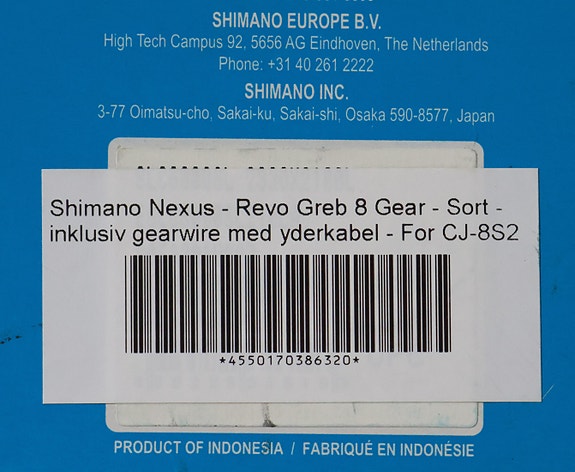 SHIMANO EUROPE B.V.
High Tech Campus 92, 5656 AG Eindhoven, The Netherlands
Phone: +31 40 261 2222
SHIMANO INC.
3-77 Oimatsu-cho, Sakai-ku, Sakai-shi, Osaka 590-8577, Japan
Shimano Nexus - Revo Greb 8 Gear - Sort -
inklusiv gearwire med yderkabel - For CJ-8S2
*4550170386320*
PRODUCT OF INDONESIA / FABRIQUÉ EN INDONÉSIE